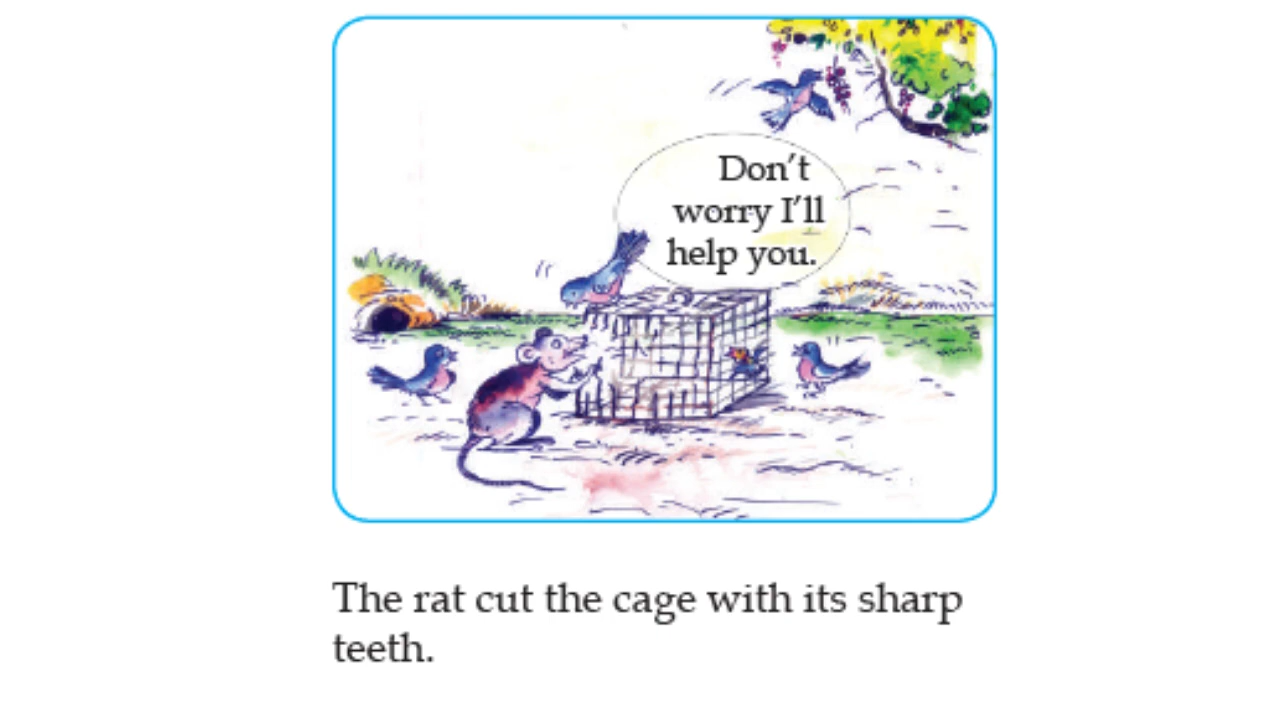 Don't
worry I'll
help you.
The rat cut the cage with its sharp
teeth.